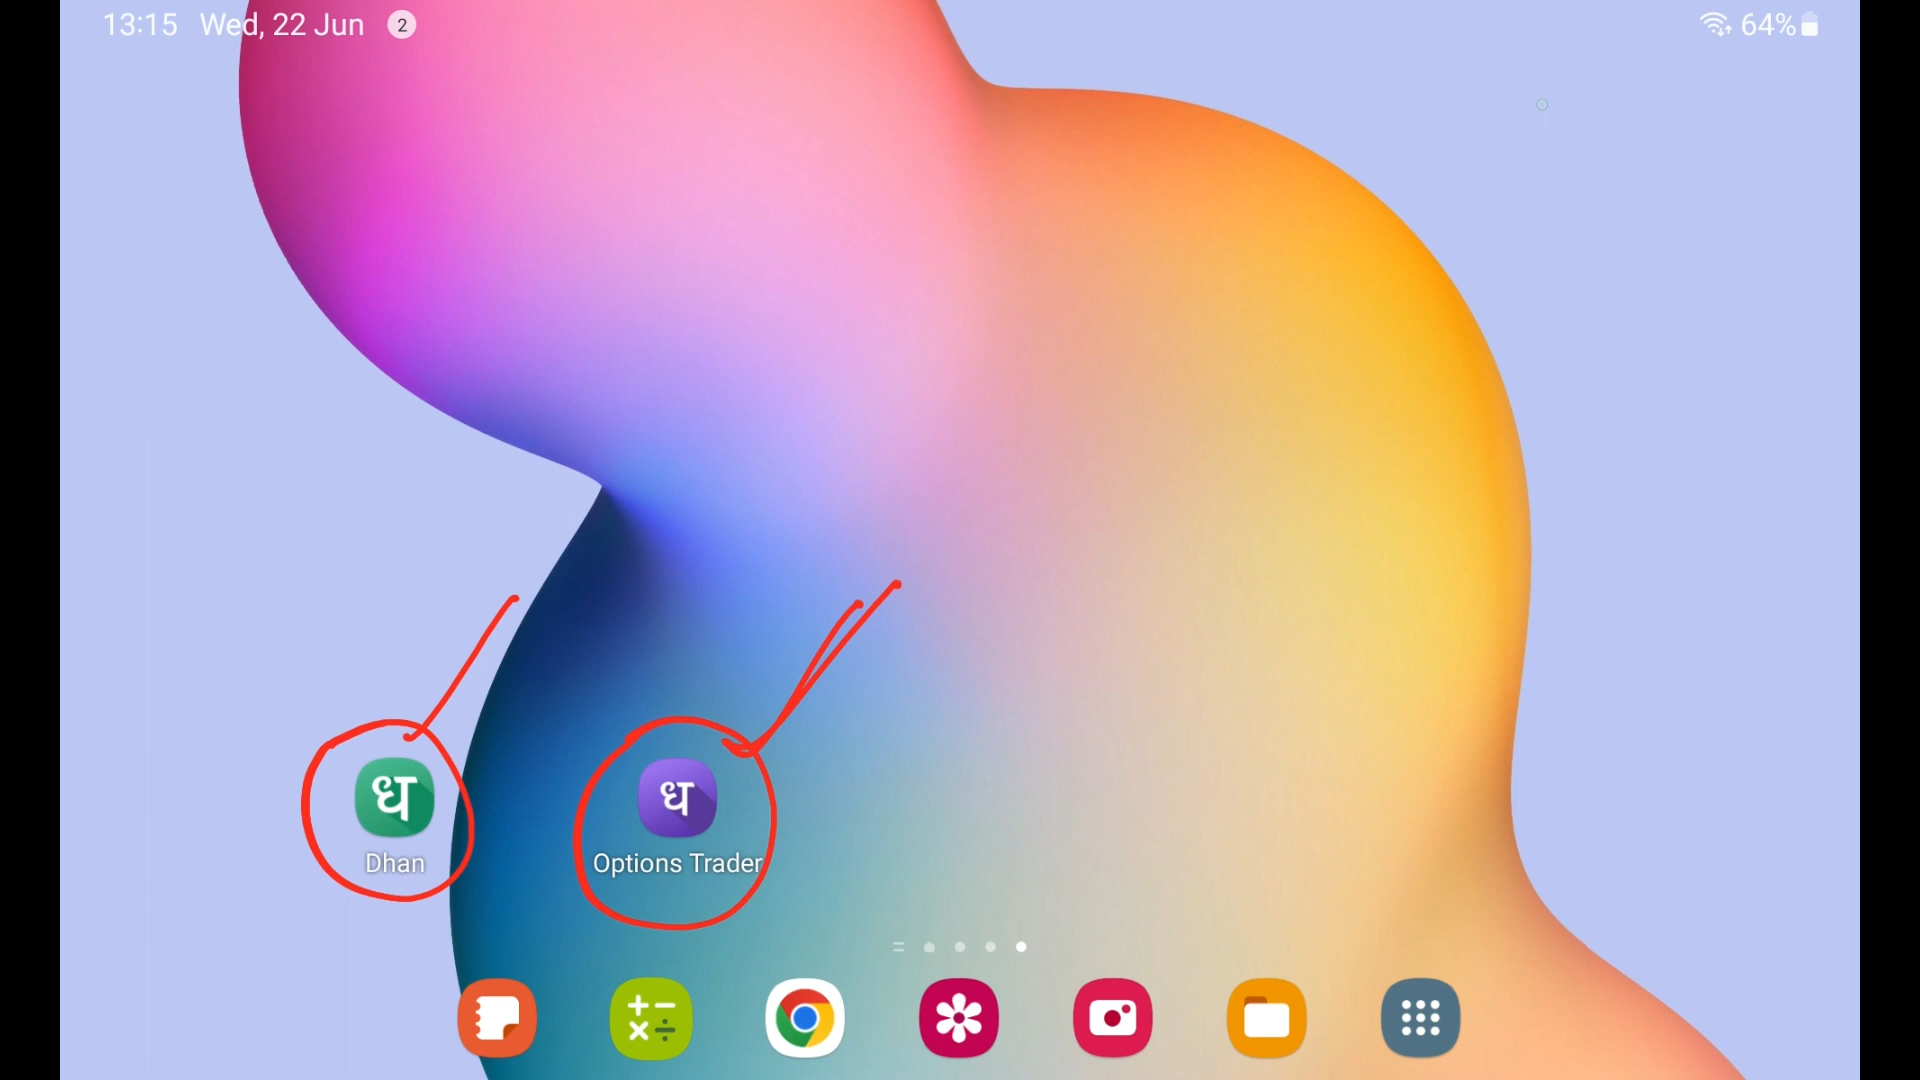 13:15 Wed, 22 Jun 2 64%
ध ध
Dhan Options Trader